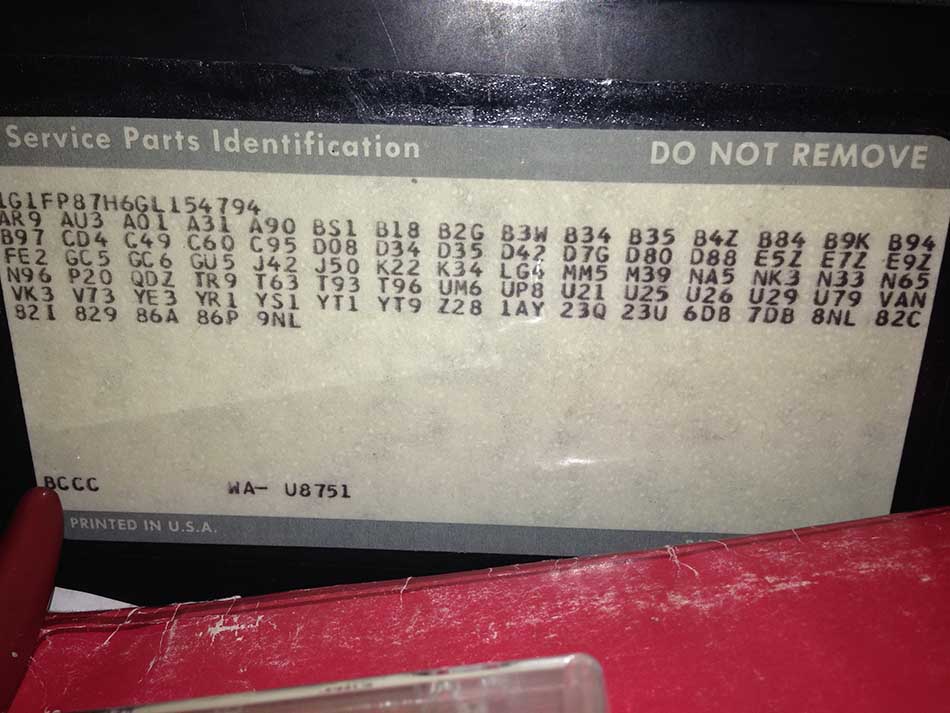 Service Parts Identification DO NOT REMOVE
1G1FP87H6GL154794
AR9 AU3 A01 A31 A90 BS1 B18 B2G B3W B34 B35 B4Z B84 B9K B94
B97 CD4 C49 C60 C95 D08 D34 D35 D42 D7G D80 D88 E5Z E7Z E9Z
FE2 GC5 GC6 GU5 J42 J50 K22 K34 LG4 MM5 M39 NA5 NK3 N33 N65
N96 P20 QDZ TR9 T63 T93 T96 UM6 UP8 U21 U25 U26 U29 U79 VAN
VK3 V73 YE3 YR1 YS1 YT1 YT9 Z28 1AY 23Q 23U 6DB 7DB 8NL 82C
82I 829 86A 86P 9NL
BCCC WA- U8751
PRINTED IN U.S.A.